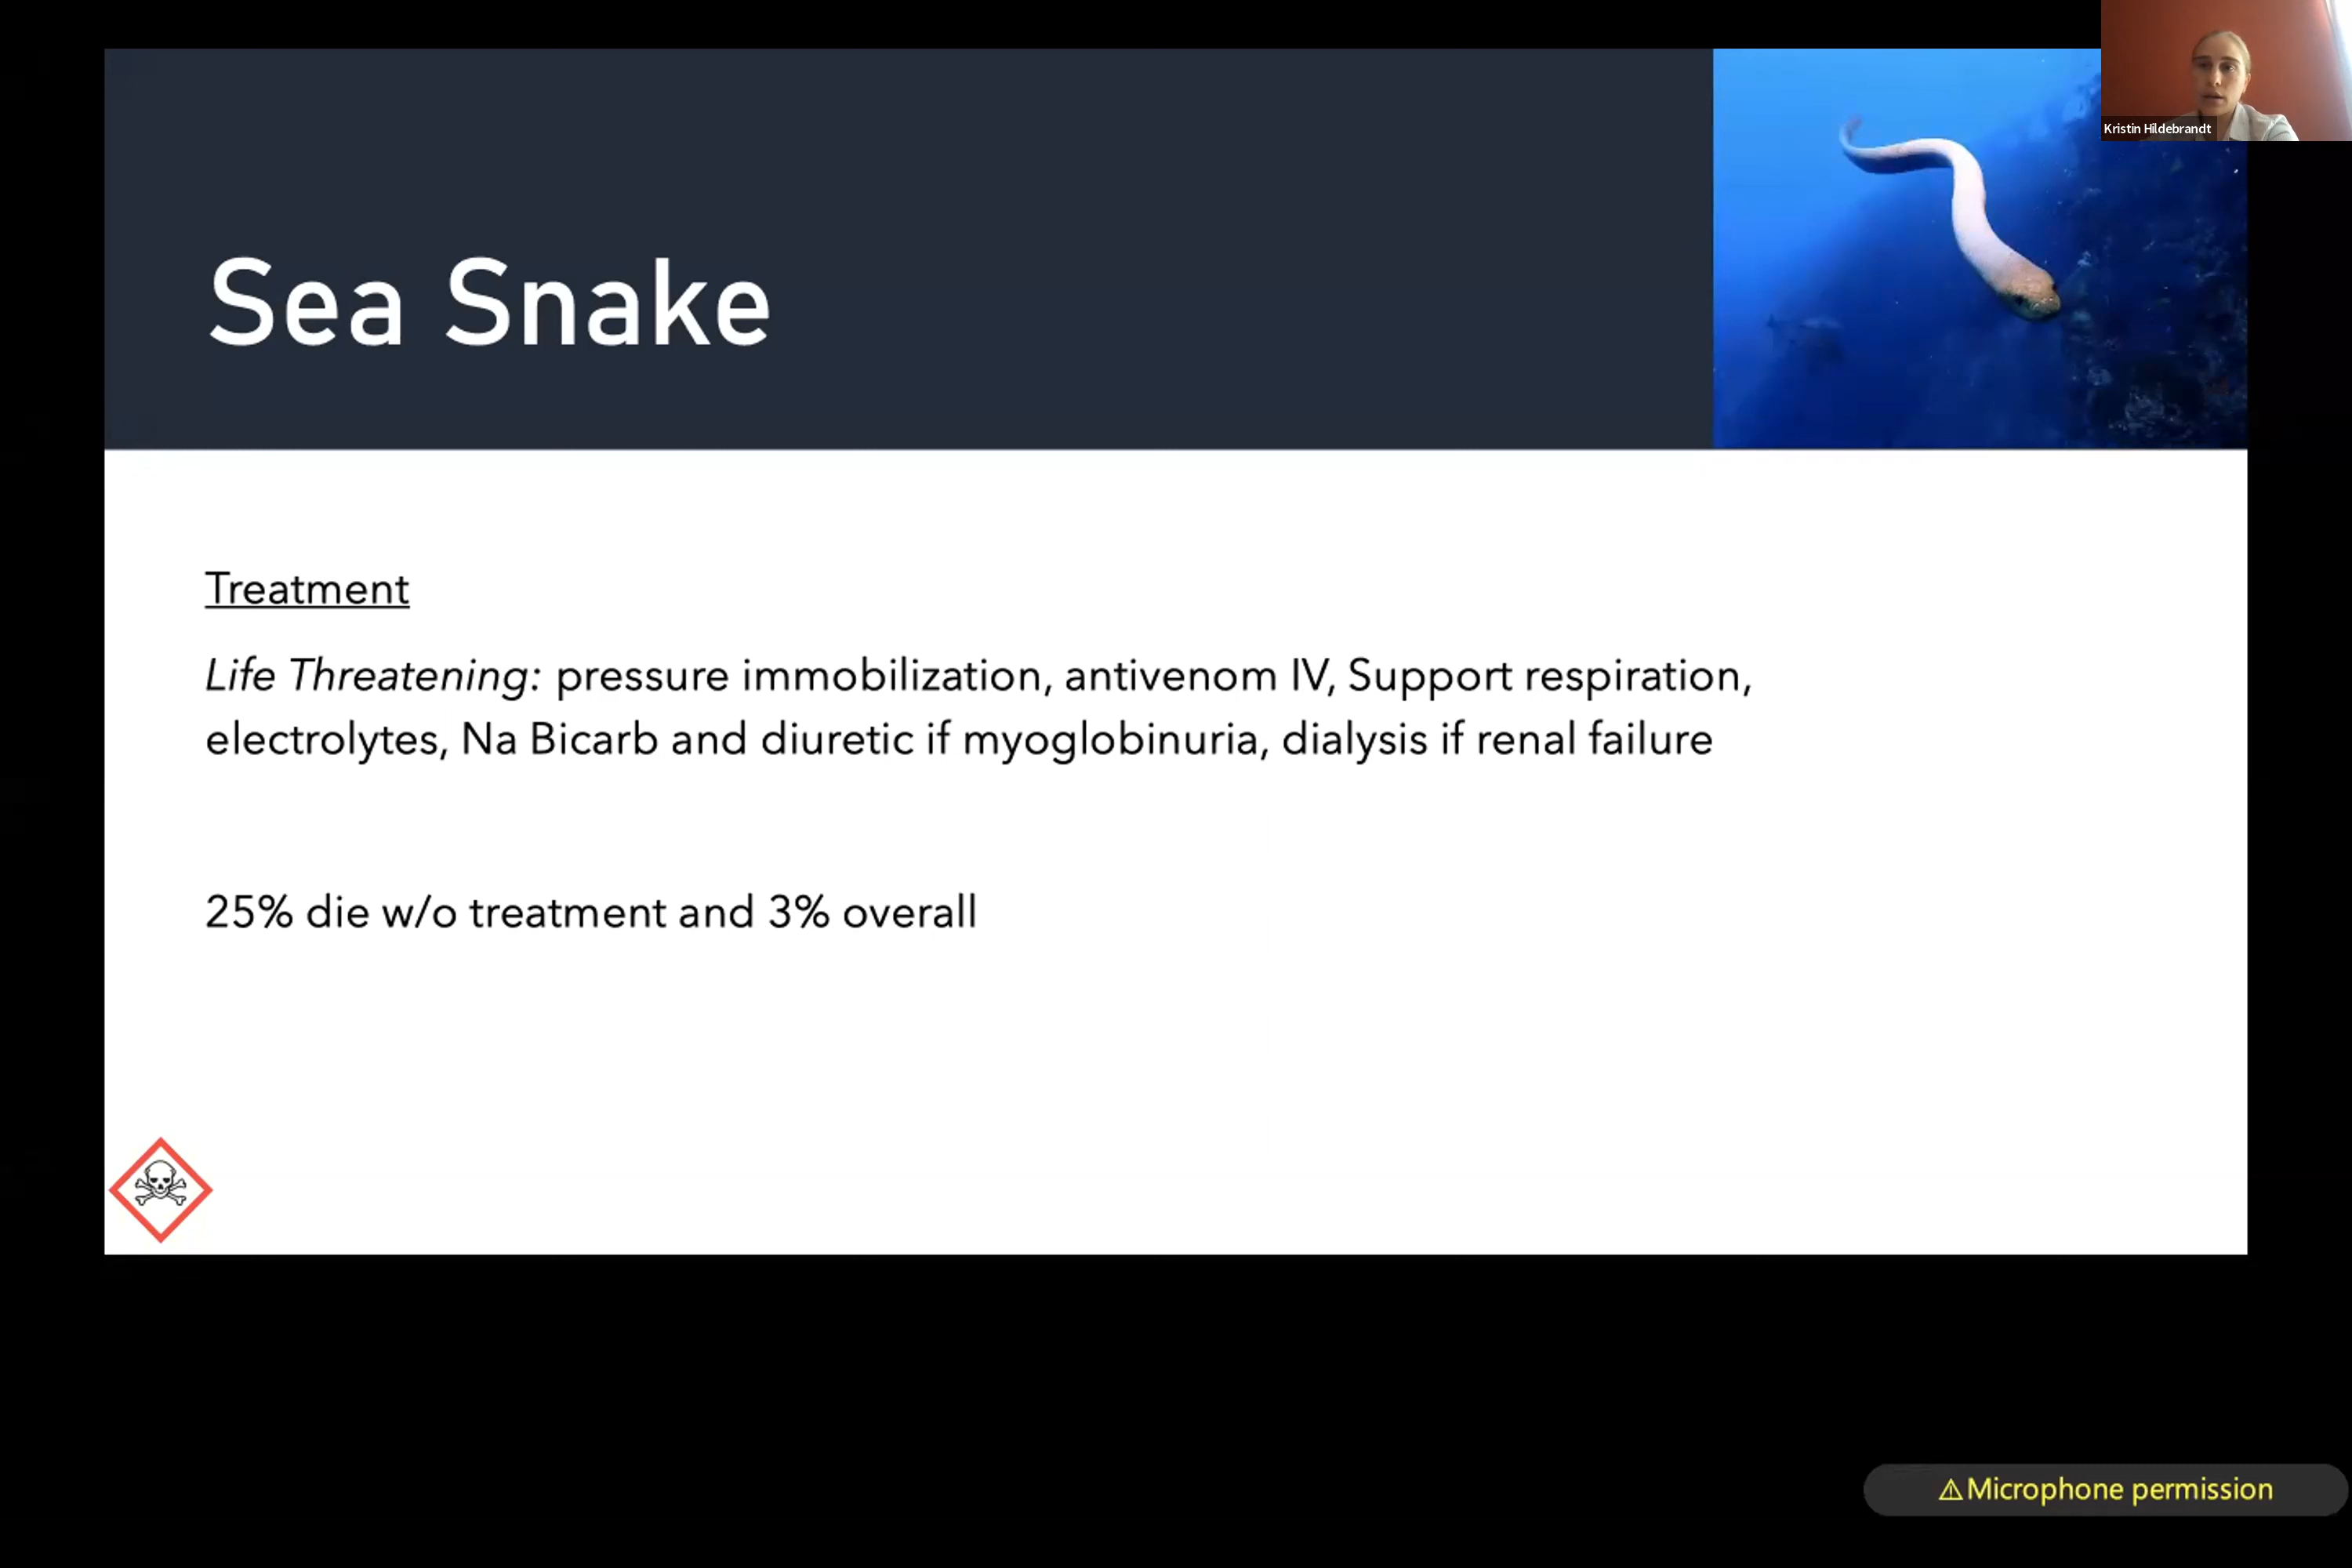 Kristin Hildebrandt
Sea Snake
Treatment
Life Threatening: pressure immobilization, antivenom IV, Support respiration,
electrolytes, Na Bicarb and diuretic if myoglobinuria, dialysis if renal failure
25% die w/o treatment and 3% overall
⚠Microphone permission